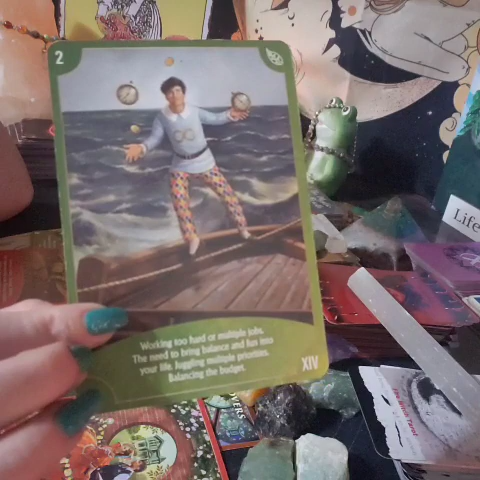 2
Working too hard or multiple jobs.
The need to bring balance and fun into
your life. Juggling multiple priorities.
Balancing the budget.
XIV
Life